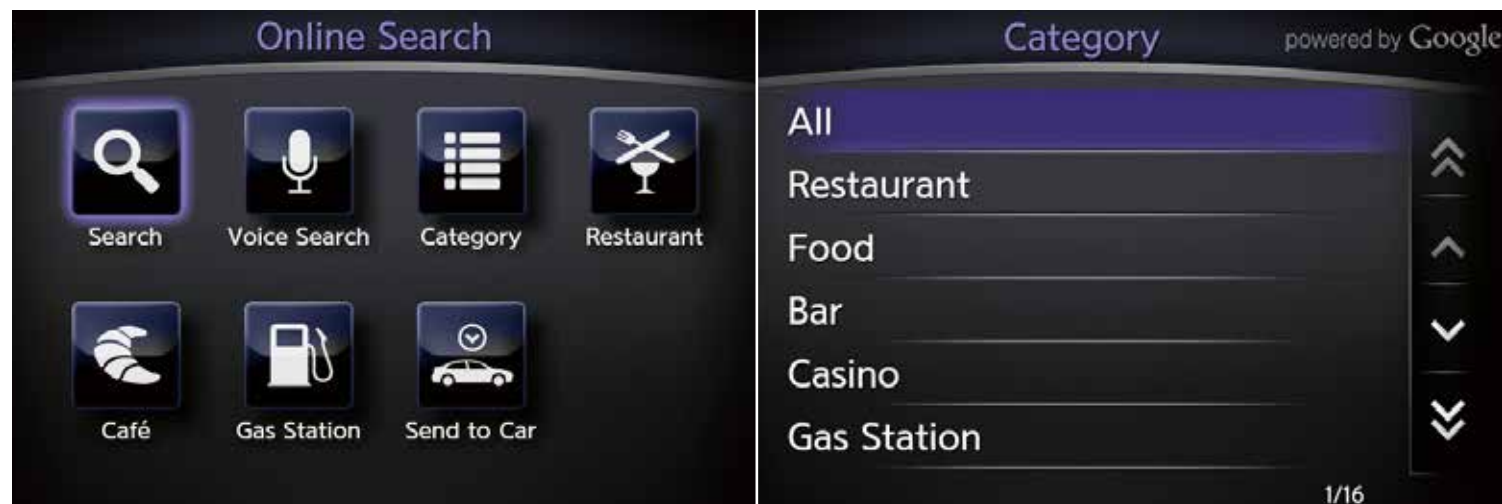 Online Search
Search
Voice Search
Category
Restaurant
Café
Gas Station
Send to Car
Category
powered by Google
All
Restaurant
Food
Bar
Casino
Gas Station
1/16